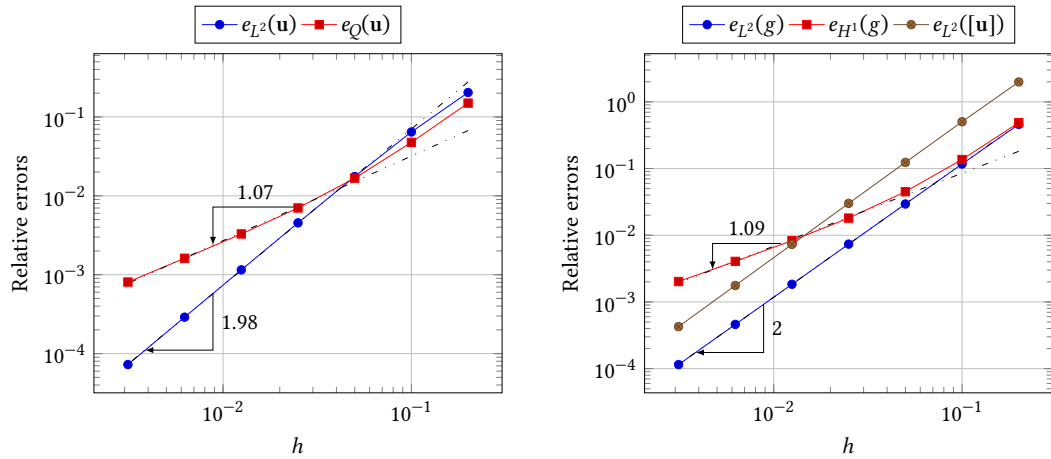 e_{L^2}(𝐮) e_Q(𝐮)
10^{-1}
10^{-2}
10^{-3}
10^{-4}
Relative errors
1.07
1.98
10^{-2} 10^{-1}
h
e_{L^2}(g) e_{H^1}(g) e_{L^2}([𝐮])
10^0
10^{-1}
10^{-2}
10^{-3}
10^{-4}
Relative errors
1.09
2
10^{-2} 10^{-1}
h